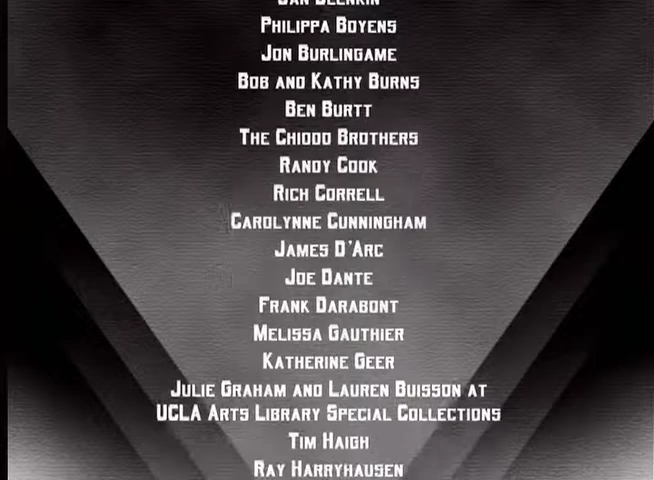 Philippa Boyens
Jon Burlingame
Bob and Kathy Burns
Ben Burtt
The Chiodo Brothers
Randy Cook
Rich Correll
Carolynne Cunningham
James D'Arc
Joe Dante
Frank Darabont
Melissa Gauthier
Katherine Geer
Julie Graham and Lauren Buisson at
UCLA Arts Library Special Collections
Tim Haigh
Ray Harryhausen